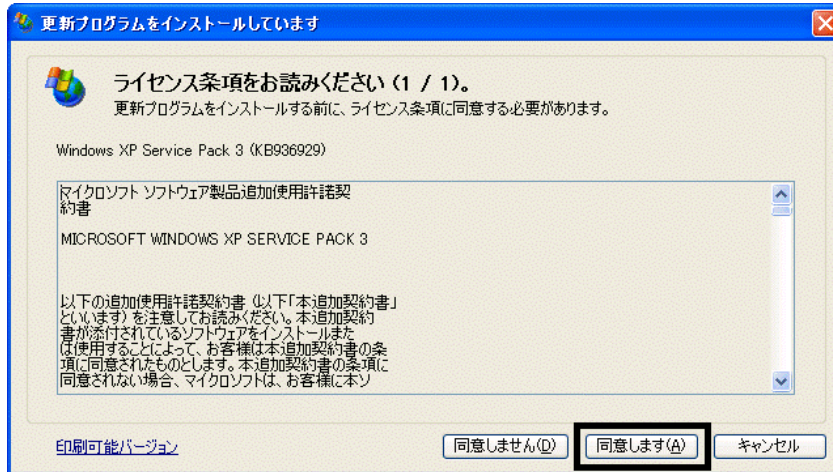 更新プログラムをインストールしています
ライセンス条項をお読みください (1 / 1)。
更新プログラムをインストールする前に、ライセンス条項に同意する必要があります。
Windows XP Service Pack 3 (KB936929)
マイクロソフト ソフトウェア製品追加使用許諾契
約書
MICROSOFT WINDOWS XP SERVICE PACK 3
以下の追加使用許諾契約書 (以下「本追加契約書」
といいます) を注意してお読みください。本追加契約
書が添付されているソフトウェアをインストールまた
は使用することによって、お客様は本追加契約書の条
項に同意されたものとします。本追加契約書の条項に
同意されない場合、マイクロソフトは、お客様に本ソ
印刷可能バージョン
同意しません(D)
同意します(A)
キャンセル